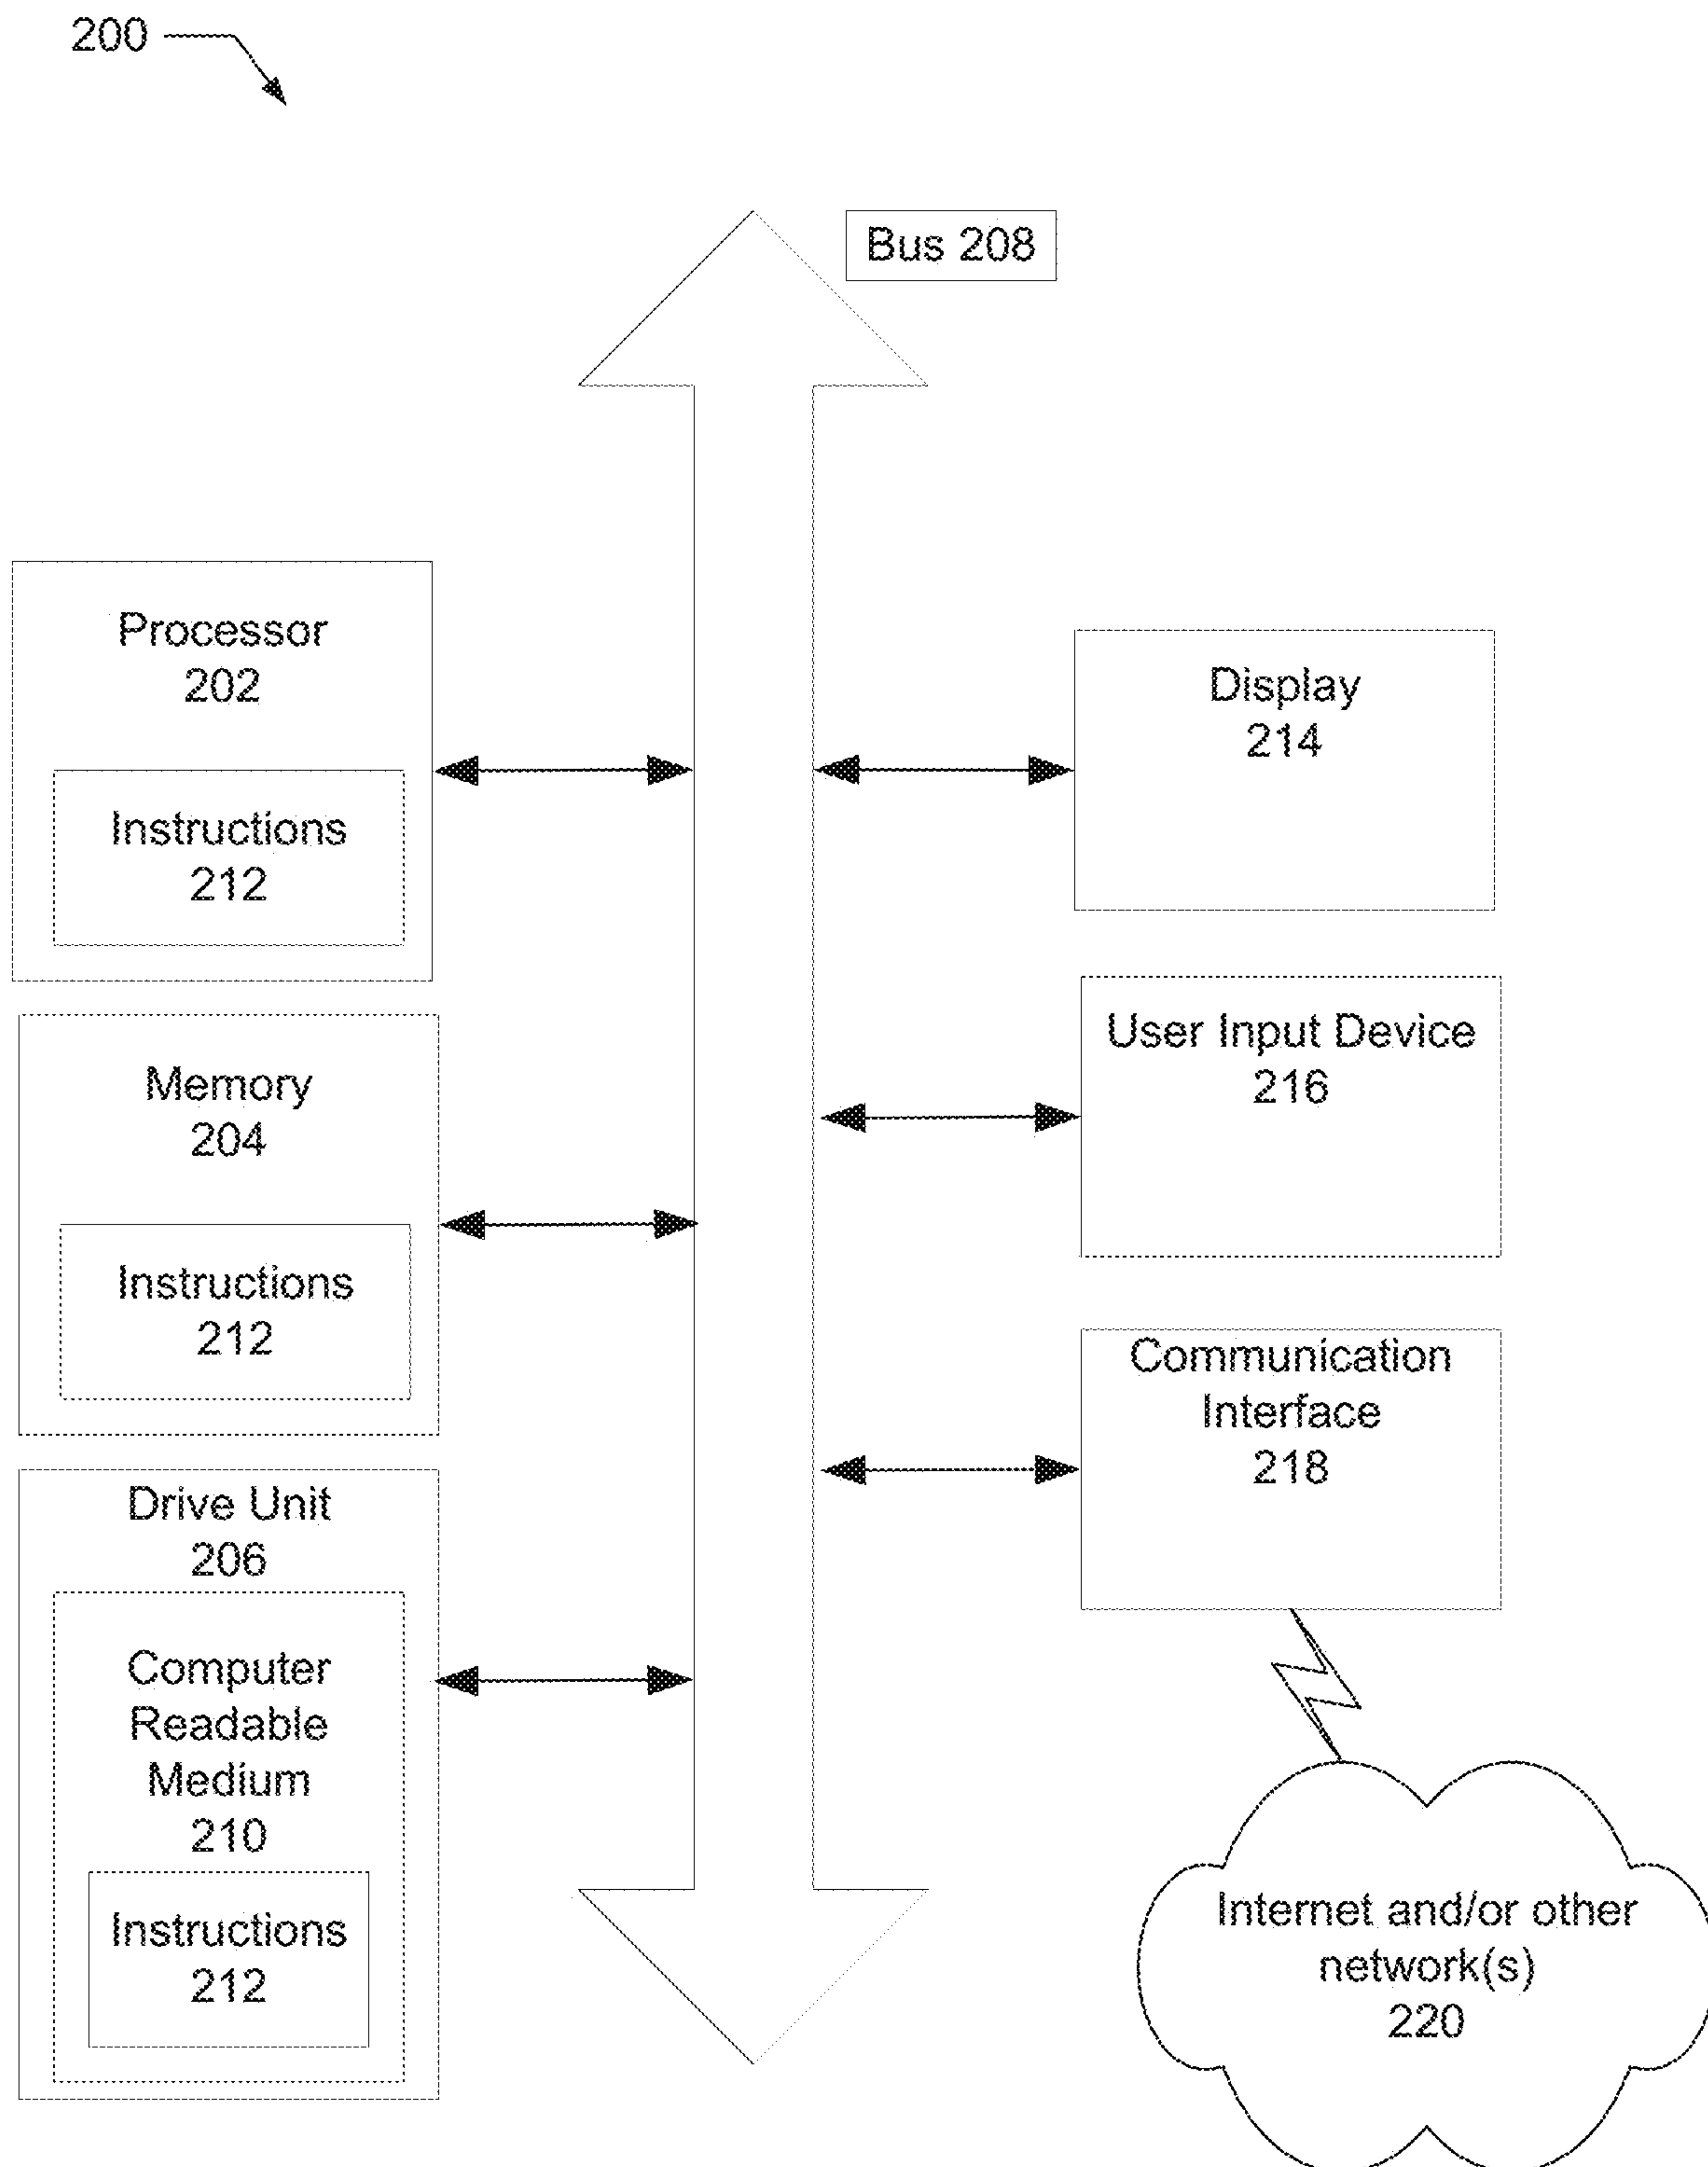 200
Bus 208
Processor
202
Instructions
212
Memory
204
Instructions
212
Drive Unit
206
Computer
Readable
Medium
210
Instructions
212
Display
214
User Input Device
216
Communication
Interface
218
Internet and/or other
network(s)
220